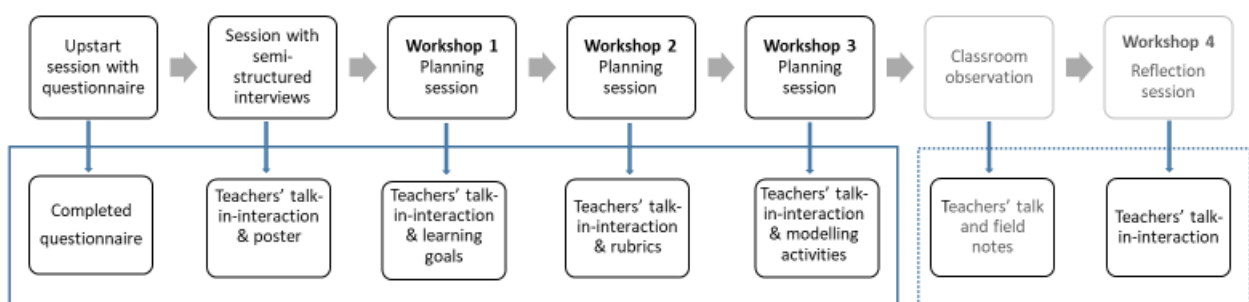 Upstart
session with
questionnaire
Session with
semi-
structured
interviews
Workshop 1
Planning
session
Workshop 2
Planning
session
Workshop 3
Planning
session
Classroom
observation
Workshop 4
Reflection
session
Completed
questionnaire
Teachers’ talk-
in-interaction
& poster
Teachers’ talk-
in-interaction
& learning
goals
Teachers’ talk-
in-interaction
& rubrics
Teachers’ talk-
in-interaction
& modelling
activities
Teachers’ talk
and field
notes
Teachers’ talk-
in-interaction